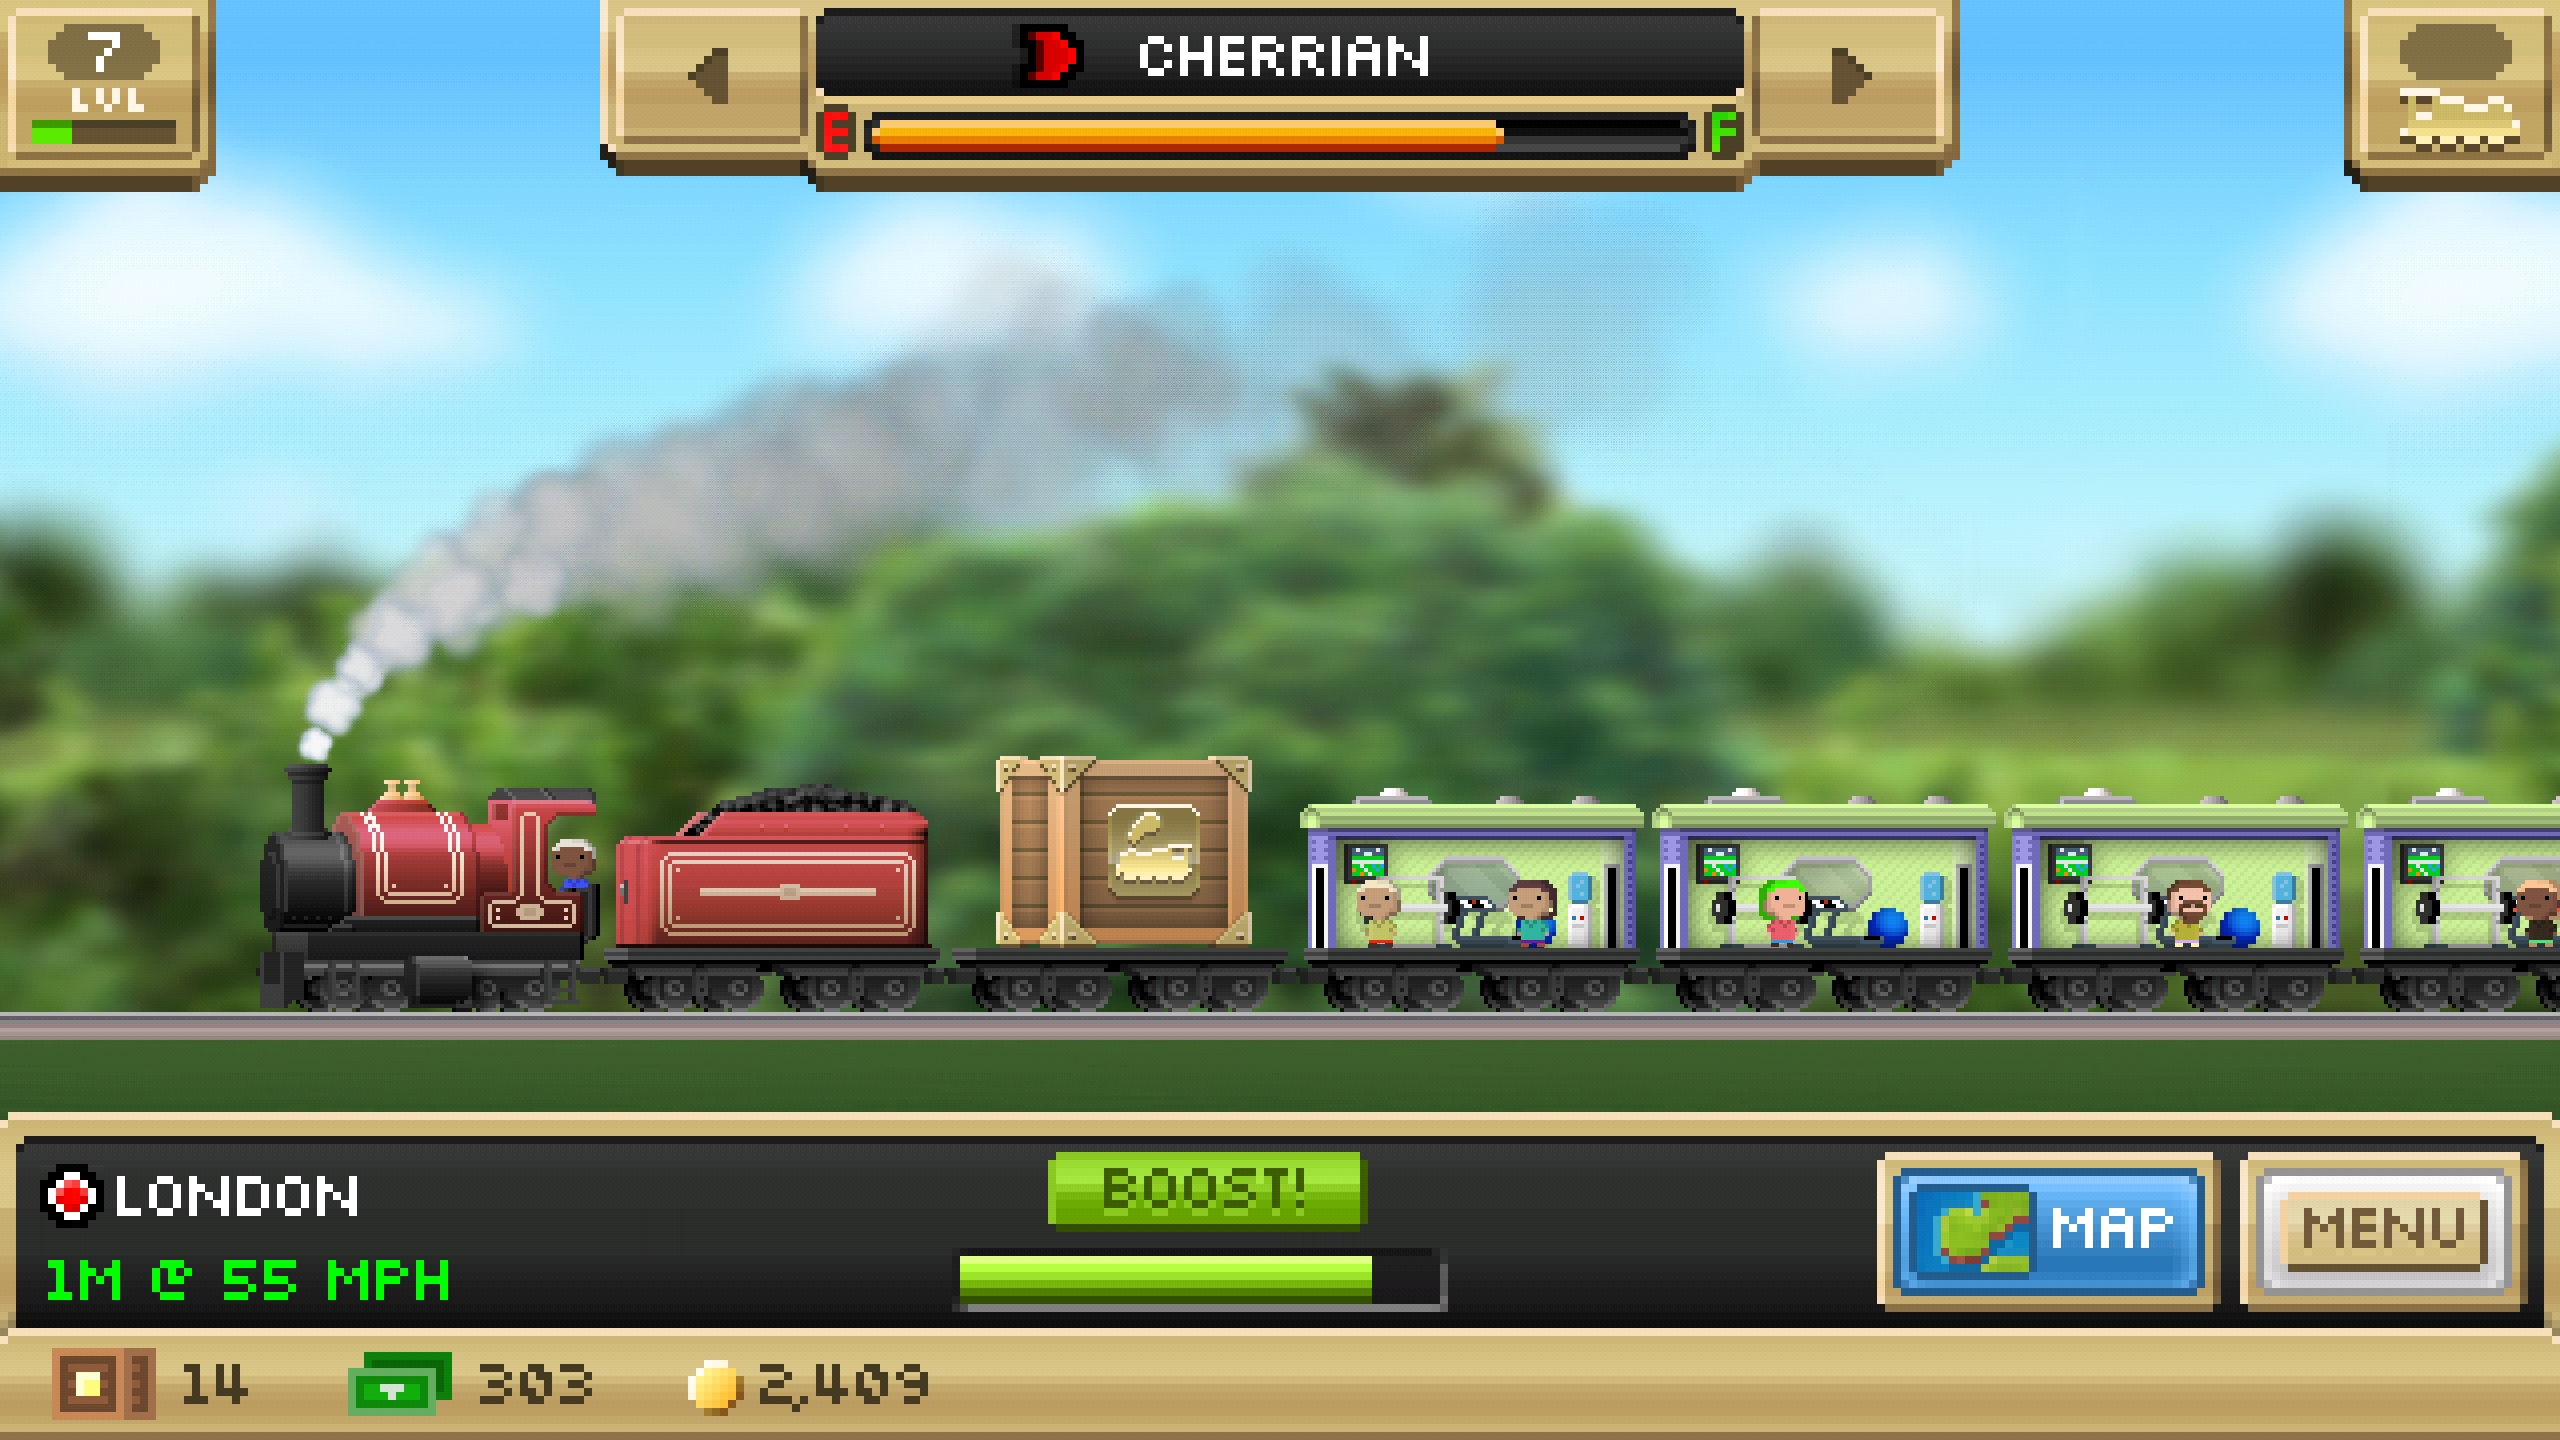 7
LVL
CHERRIAN
E F
LONDON
1M @ 55 MPH
BOOST!
MAP
MENU
14
303
2,409